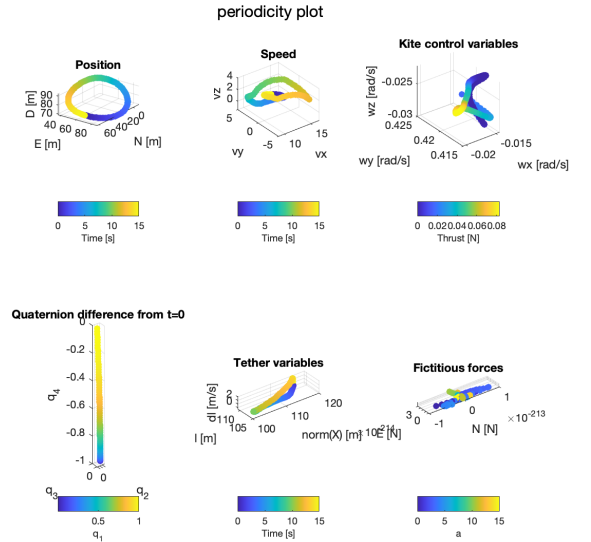 periodicity plot
Position
D [m]
90
80
70
E [m]
40 60 80
N [m]
60 40 20
0 5 10 15
Time [s]
Speed
vz
4
2
0
vy
5
0
-5
vx
10
15
0 5 10 15
Time [s]
Kite control variables
wz [rad/s]
-0.025
-0.03
0.425
0.42
0.415
wy [rad/s]
-0.015
-0.02
wx [rad/s]
0 0.02 0.04 0.06 0.08
Thrust [N]
Quaternion difference from t=0
q4
0
-0.2
-0.4
-0.6
-0.8
-1
0 0
q3
q2
0.5 1
q1
Tether variables
dl [m/s]
2
0
110
105
l [m]
100
110
120
norm(X) [m]
0 5 10 15
Time [s]
Fictitious forces
3
0
E [N]
-1
0
1
×10-213
N [N]
0 5 10 15
a